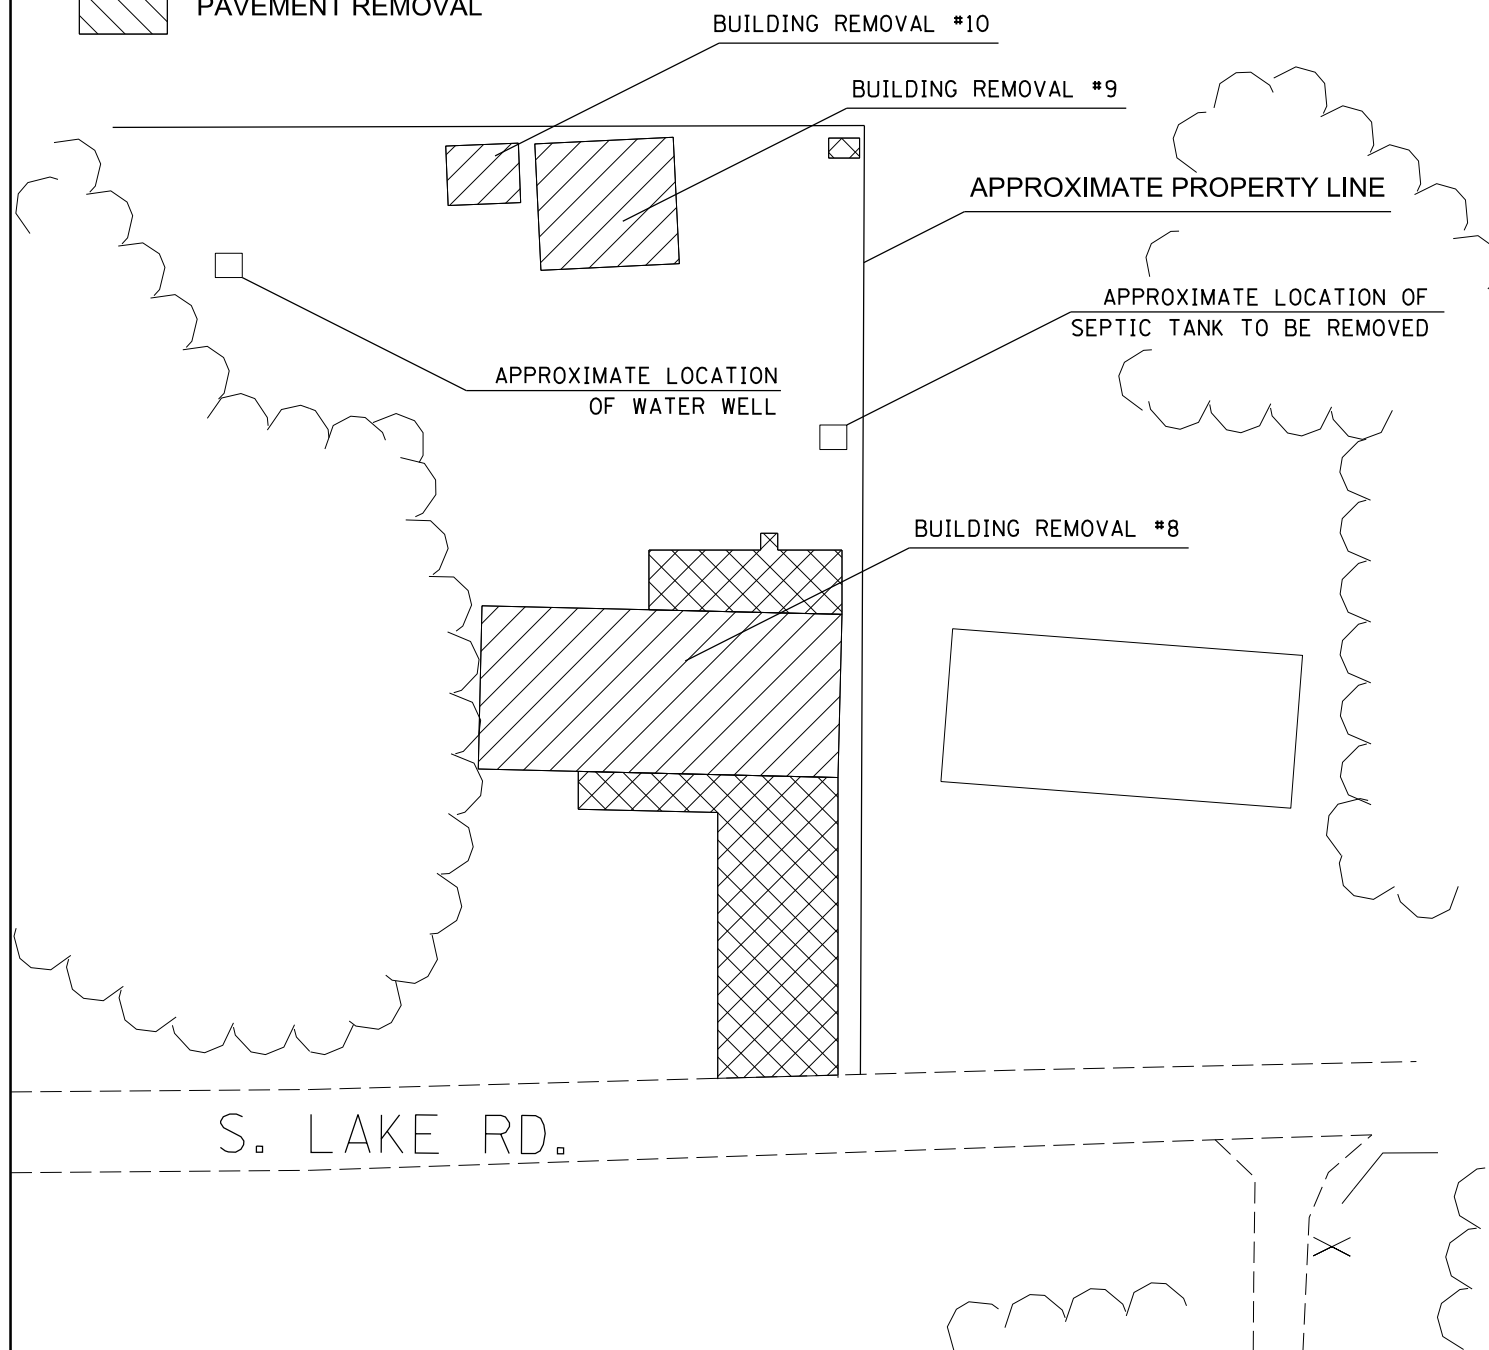 PAVEMENT REMOVAL
BUILDING REMOVAL #10
BUILDING REMOVAL #9
APPROXIMATE PROPERTY LINE
APPROXIMATE LOCATION OF
SEPTIC TANK TO BE REMOVED
APPROXIMATE LOCATION
OF WATER WELL
BUILDING REMOVAL #8
S. LAKE RD.